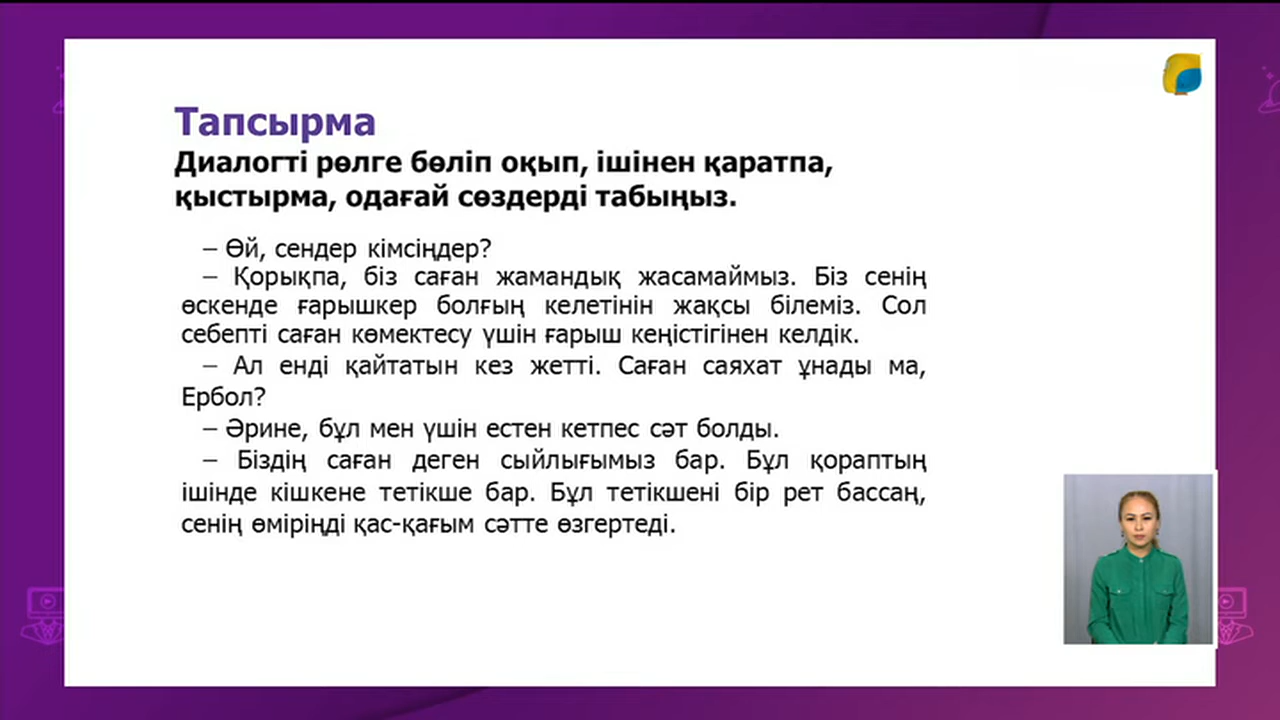 Тапсырма
Диалогті рөлге бөліп оқып, ішінен қаратпа,
қыстырма, одағай сөздерді табыңыз.
– Өй, сендер кімсіңдер?
– Қорықпа, біз саған жамандық жасамаймыз. Біз сенің
өскенде ғарышкер болғың келетінін жақсы білеміз. Сол
себепті саған көмектесу үшін ғарыш кеңістігінен келдік.
– Ал енді қайтатын кез жетті. Саған саяхат ұнады ма,
Ербол?
– Әрине, бұл мен үшін естен кетпес сәт болды.
– Біздің саған деген сыйлығымыз бар. Бұл қораптың
ішінде кішкене тетікше бар. Бұл тетікшені бір рет бассаң,
сенің өміріңді қас-қағым сәтте өзгертеді.